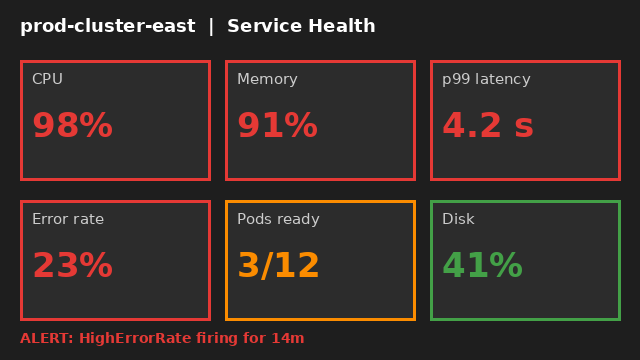 prod-cluster-east  |  Service Health
CPU
98%
Memory
91%
p99 latency
4.2 s
Error rate
23%
Pods ready
3/12
Disk
41%
ALERT: HighErrorRate firing for 14m